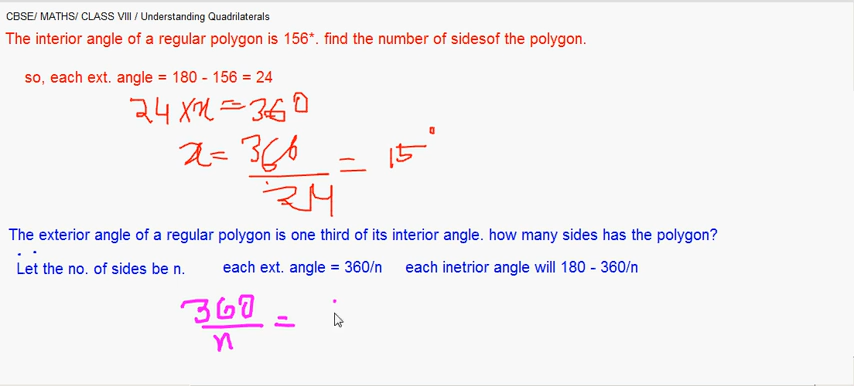 CBSE/ MATHS/ CLASS VIII / Understanding Quadrilaterals
The interior angle of a regular polygon is 156*. find the number of sidesof the polygon.
so, each ext. angle = 180 - 156 = 24
24 × x = 360
x = 360/24 = 15°
The exterior angle of a regular polygon is one third of its interior angle. how many sides has the polygon?
Let the no. of sides be n. each ext. angle = 360/n each inetrior angle will 180 - 360/n
360/n =